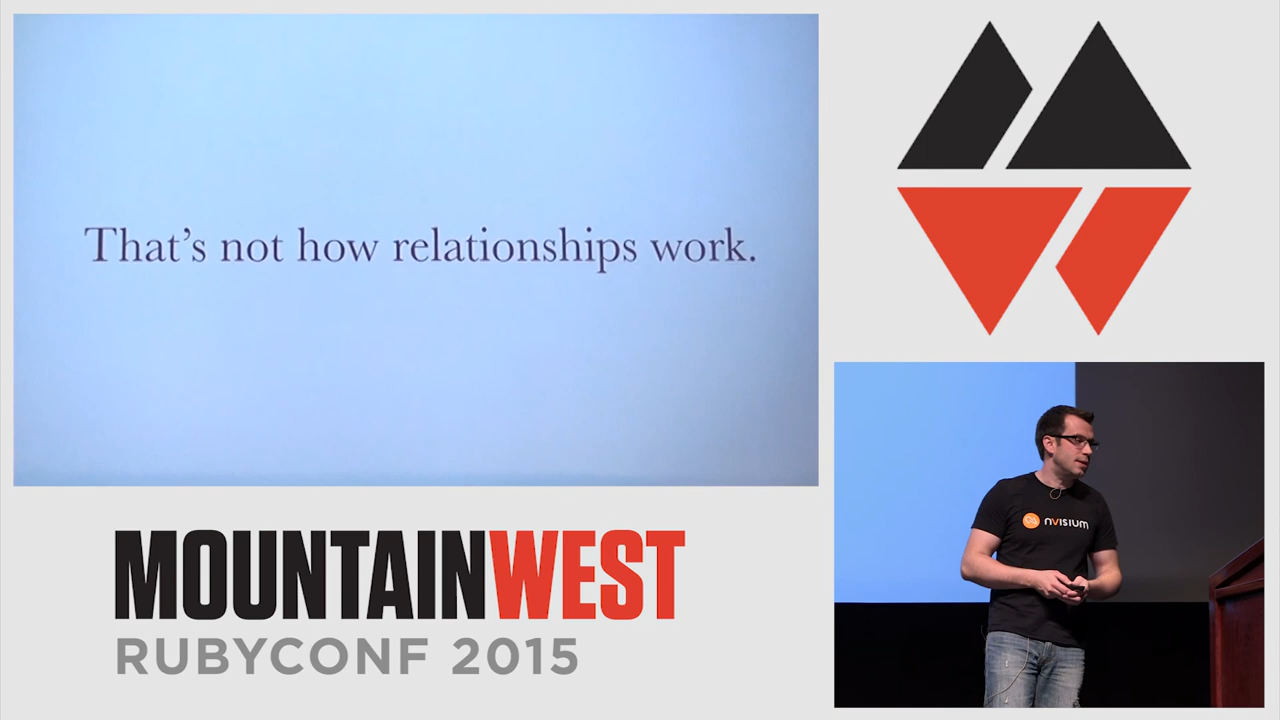 That's not how relationships work.
MOUNTAINWEST
RUBYCONF 2015
nVISIUM